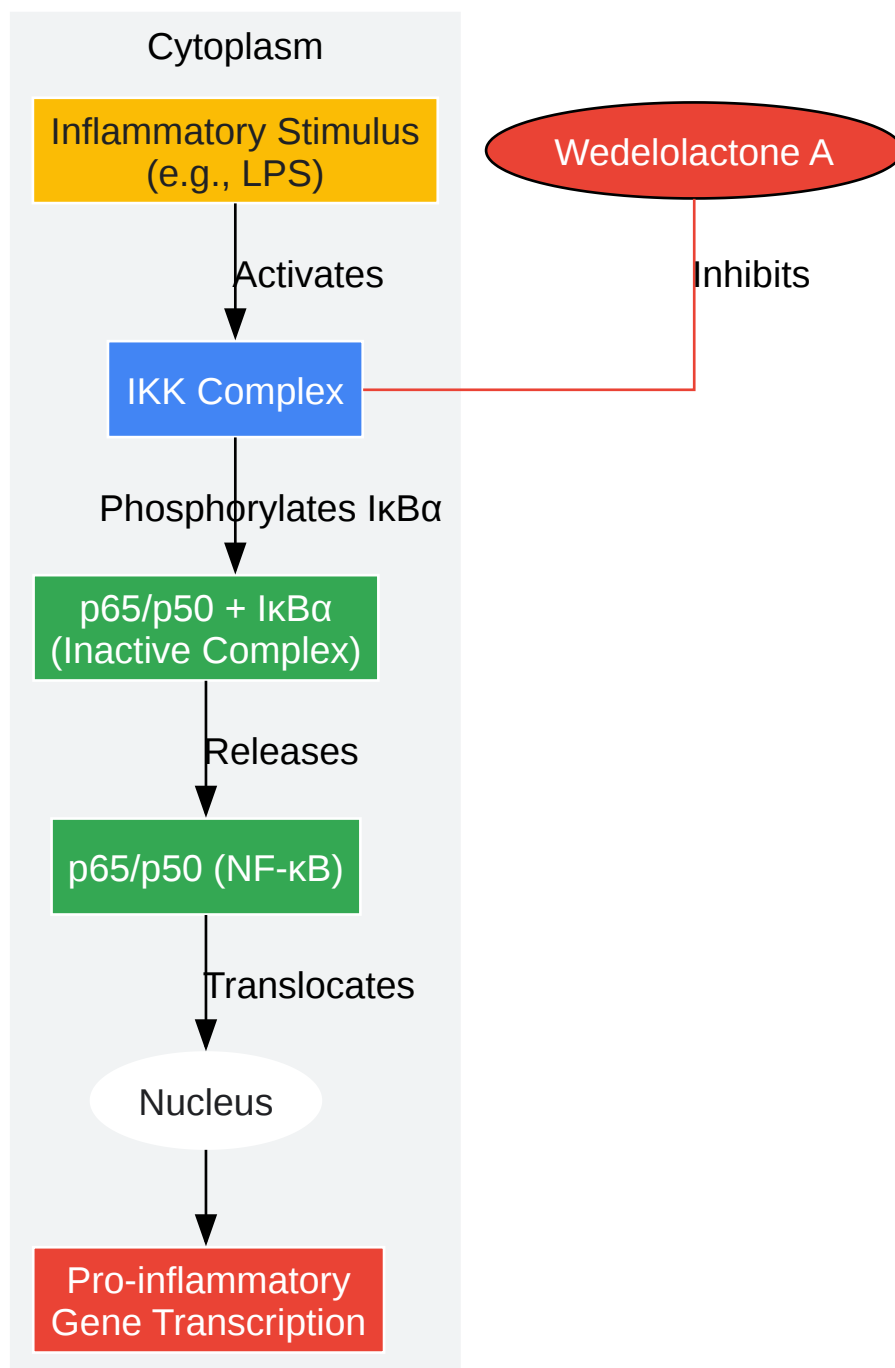 Cytoplasm
Inflammatory Stimulus
(e.g., LPS)
Wedelolactone A
Activates
Inhibits
IKK Complex
Phosphorylates IκBα
p65/p50 + IκBα
(Inactive Complex)
Releases
p65/p50 (NF-κB)
Translocates
Nucleus
Pro-inflammatory
Gene Transcription